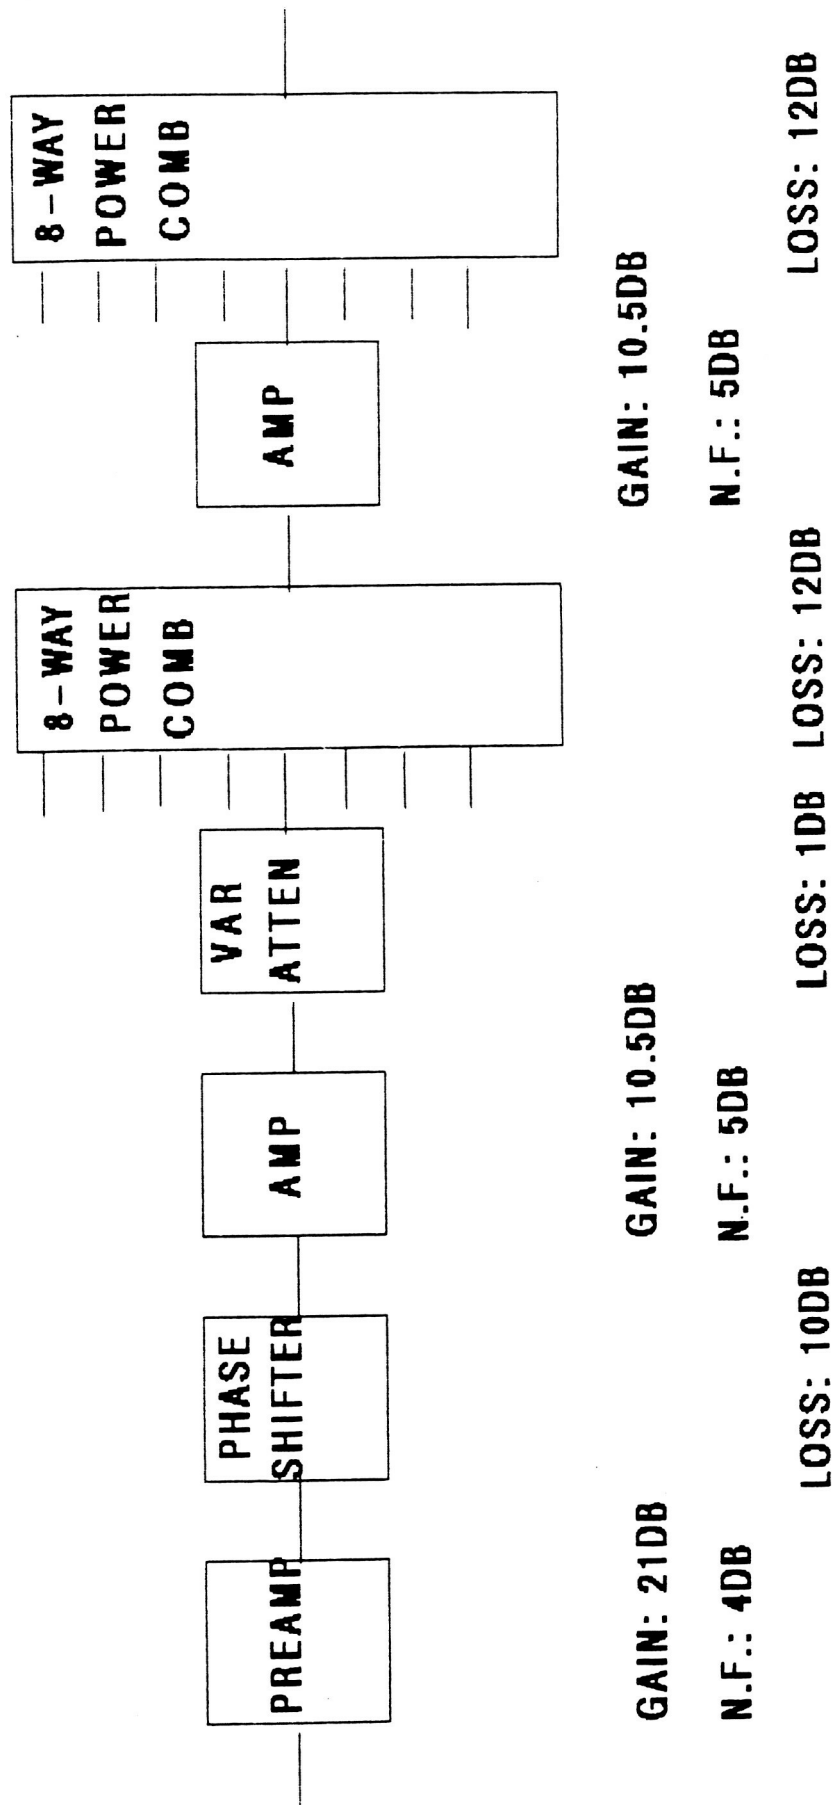 PREAMP
PHASE
SHIFTER
AMP
VAR
ATTEN
8-WAY
POWER
COMB
AMP
8-WAY
POWER
COMB
GAIN: 21DB
GAIN: 10.5DB
GAIN: 10.5DB
N.F.: 4DB
N.F.: 5DB
N.F.: 5DB
LOSS: 10DB
LOSS: 1DB
LOSS: 12DB
LOSS: 12DB